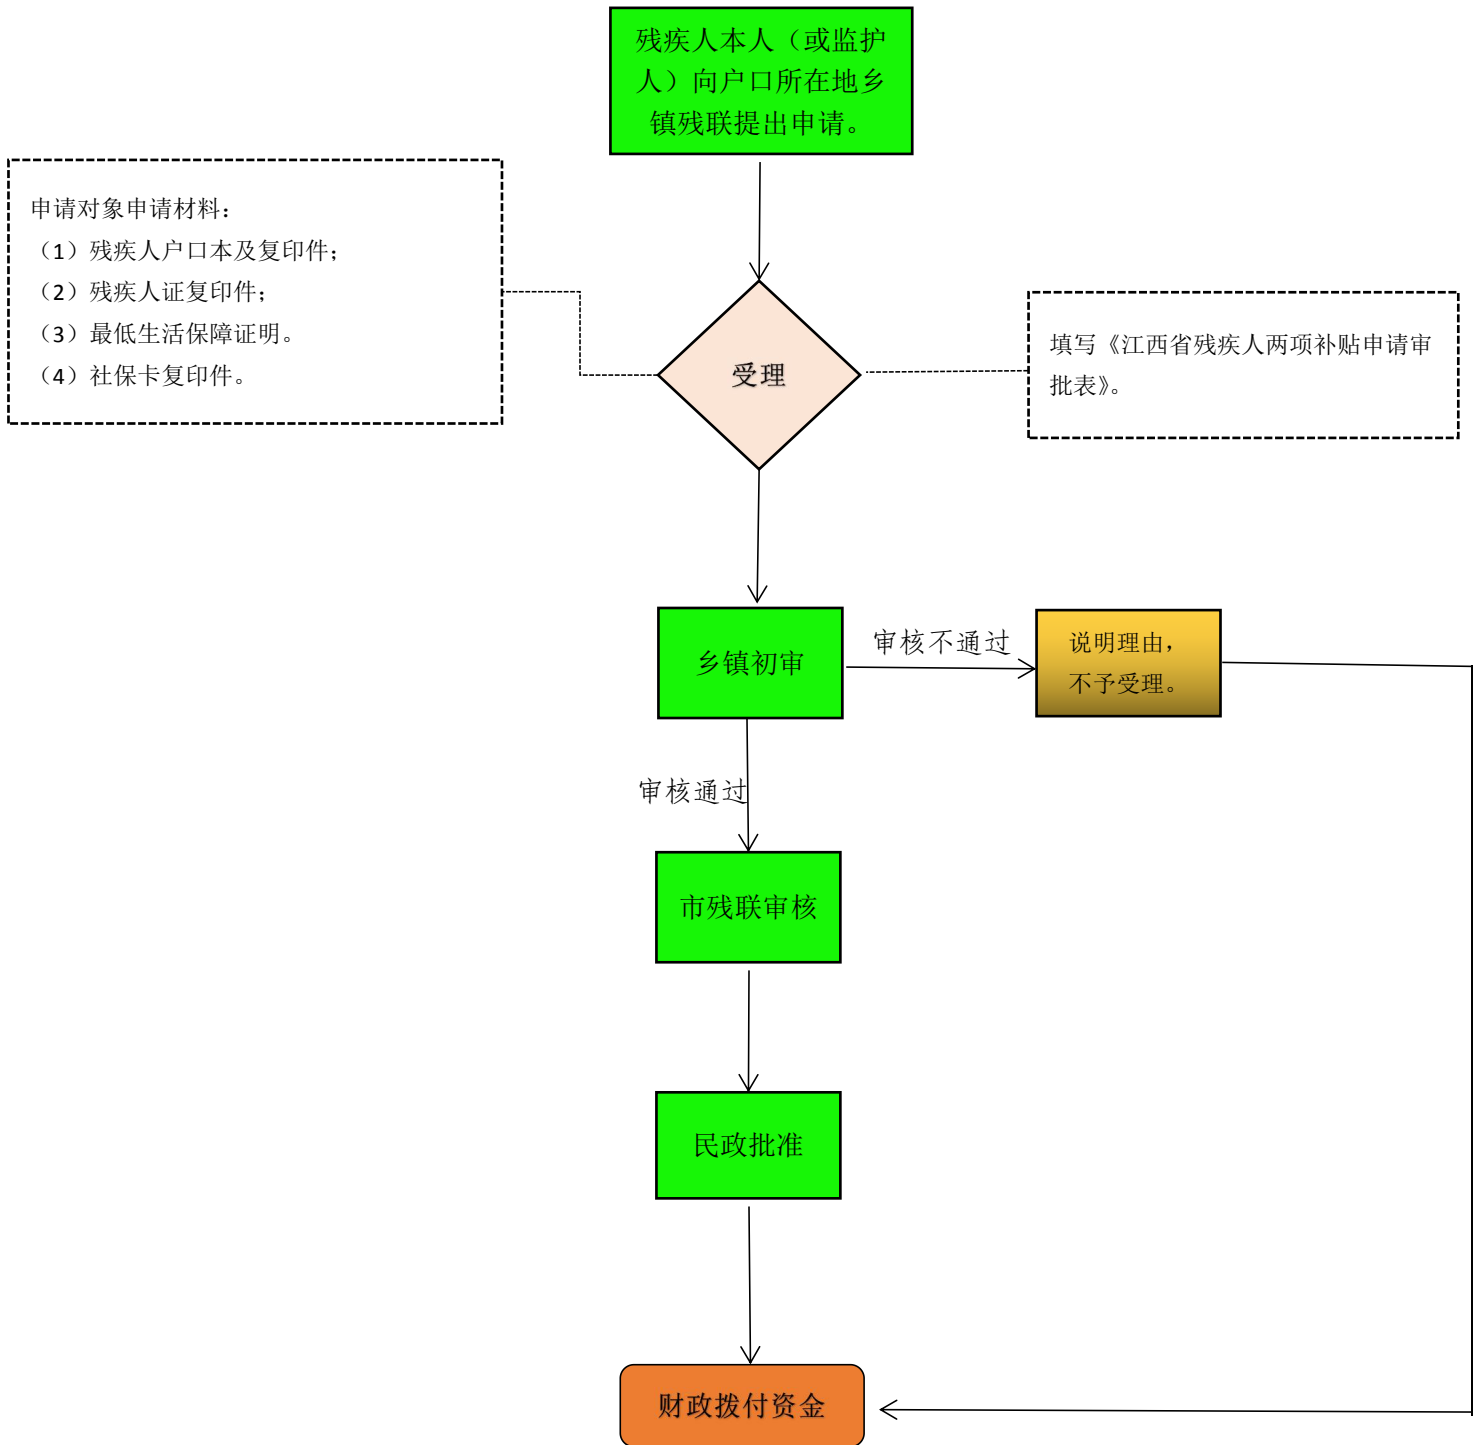 残疾人本人（或监护
人）向户口所在地乡
镇残联提出申请。
申请对象申请材料：
（1）残疾人户口本及复印件；
（2）残疾人证复印件；
（3）最低生活保障证明。
（4）社保卡复印件。
受理
填写《江西省残疾人两项补贴申请审
批表》。
乡镇初审
审核不通过
说明理由，
不予受理。
审核通过
市残联审核
民政批准
财政拨付资金